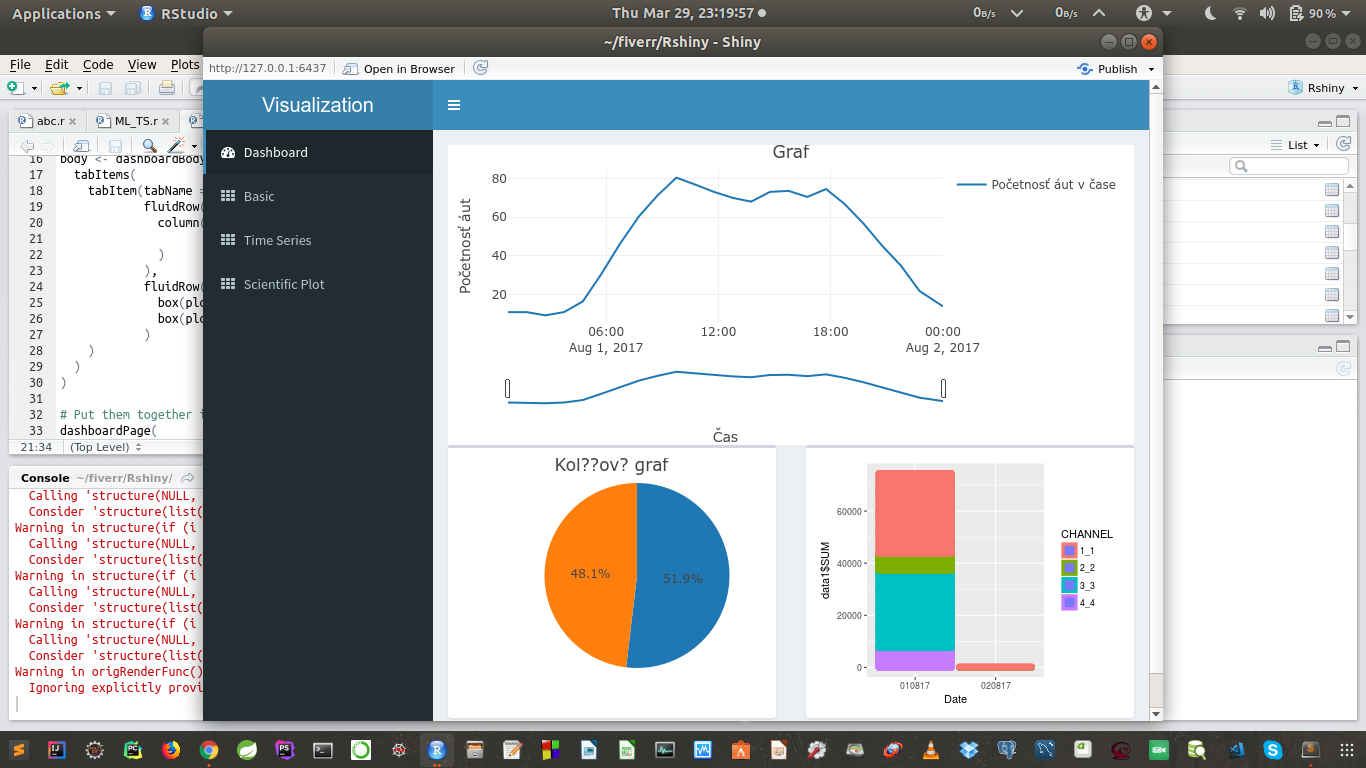 Applications
RStudio
Thu Mar 29, 23:19:57
0B/s
0B/s
90 %
~/fiverr/Rshiny - Shiny
File Edit Code View Plots
http://127.0.0.1:6437
Open in Browser
Publish
Rshiny
abc.r
ML_TS.r
List
Visualization
Dashboard
Basic
Time Series
Scientific Plot
16 body <- dashboardBody
17 tabItems(
18 tabItem(tabName =
19 fluidRow(
20 column(
21
22 )
23 ),
24 fluidRow(
25 box(plo
26 box(plo
27 )
28 )
29 )
30 )
31
32 # Put them together i
33 dashboardPage(
21:34 (Top Level)
Console ~/fiverr/Rshiny/
Calling 'structure(NULL,
Consider 'structure(list(
Warning in structure(if (i
Calling 'structure(NULL,
Consider 'structure(list(
Warning in structure(if (i
Calling 'structure(NULL,
Consider 'structure(list(
Warning in structure(if (i
Calling 'structure(NULL,
Consider 'structure(list(
Warning in origRenderFunc()
Ignoring explicitly provi
Graf
Početnosť áut v čase
Početnosť áut
80
60
40
20
06:00 12:00 18:00 00:00
Aug 1, 2017 Aug 2, 2017
Čas
Kol??ov? graf
48.1%
51.9%
data1$SUM
60000
40000
20000
0
010817 020817
Date
CHANNEL
1_1
2_2
3_3
4_4